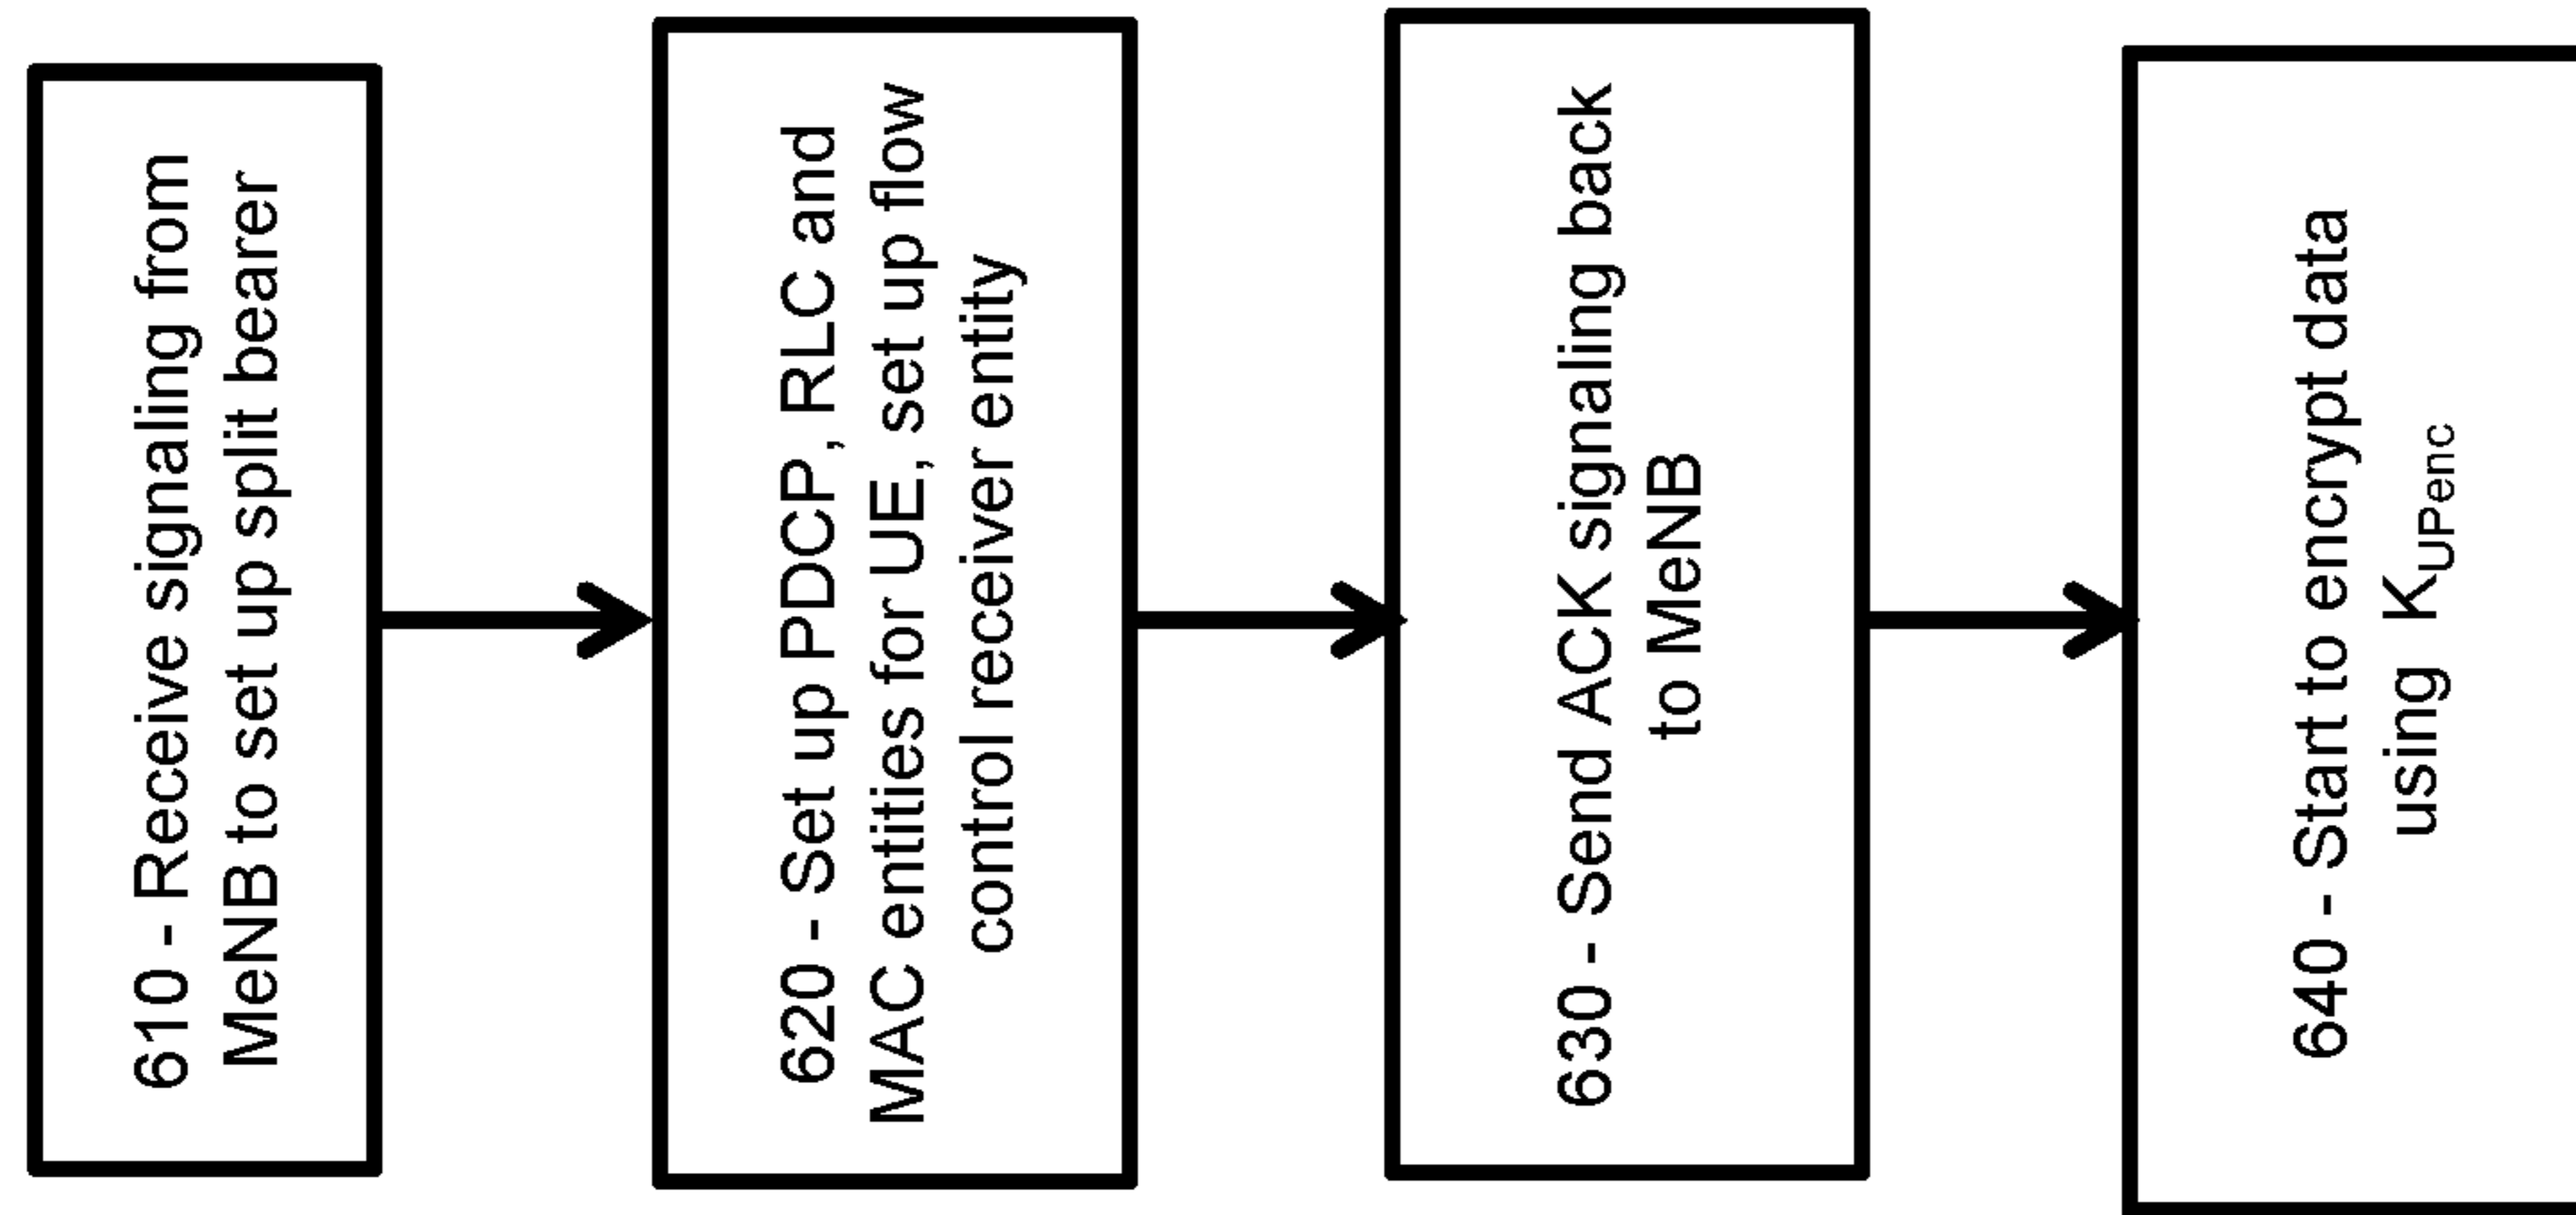 610 - Receive signaling from
MeNB to set up split bearer
620 - Set up PDCP, RLC and
MAC entities for UE, set up flow
control receiver entity
630 - Send ACK signaling back
to MeNB
640 - Start to encrypt data
using KUPenc